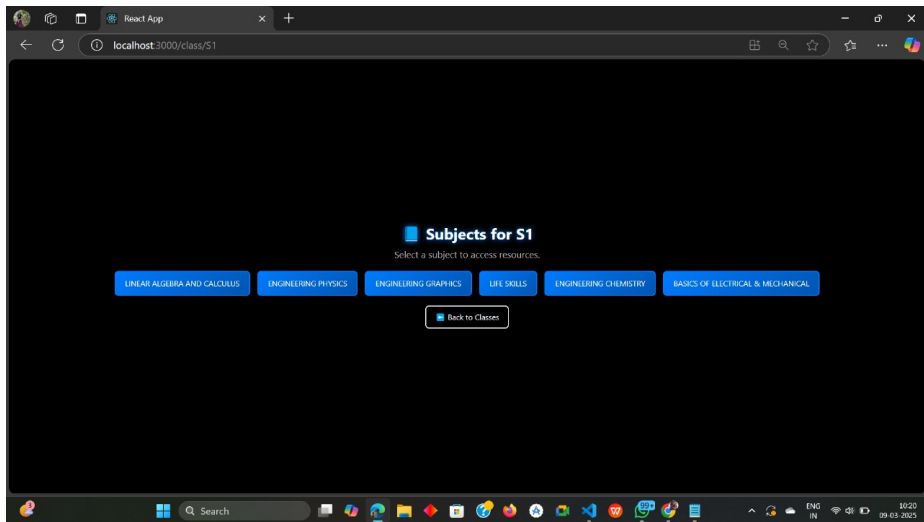 React App
localhost:3000/class/S1
Subjects for S1
Select a subject to access resources.
LINEAR ALGEBRA AND CALCULUS ENGINEERING PHYSICS ENGINEERING GRAPHICS LIFE SKILLS ENGINEERING CHEMISTRY BASICS OF ELECTRICAL & MECHANICAL
Back to Classes
3 Search 99+ ENG IN 10:20 09-03-2025